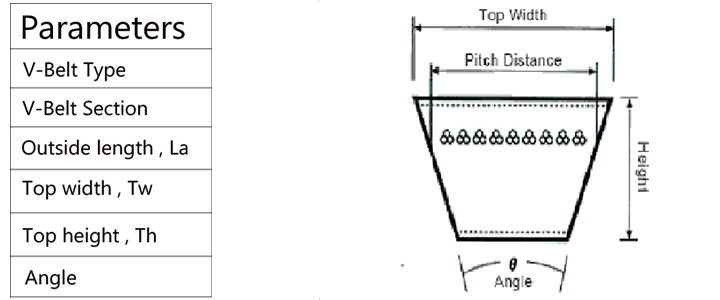 Parameters
V-Belt Type
V-Belt Section
Outside length , La
Top width , Tw
Top height , Th
Angle
Top Width
Pitch Distance
Height
θ
Angle